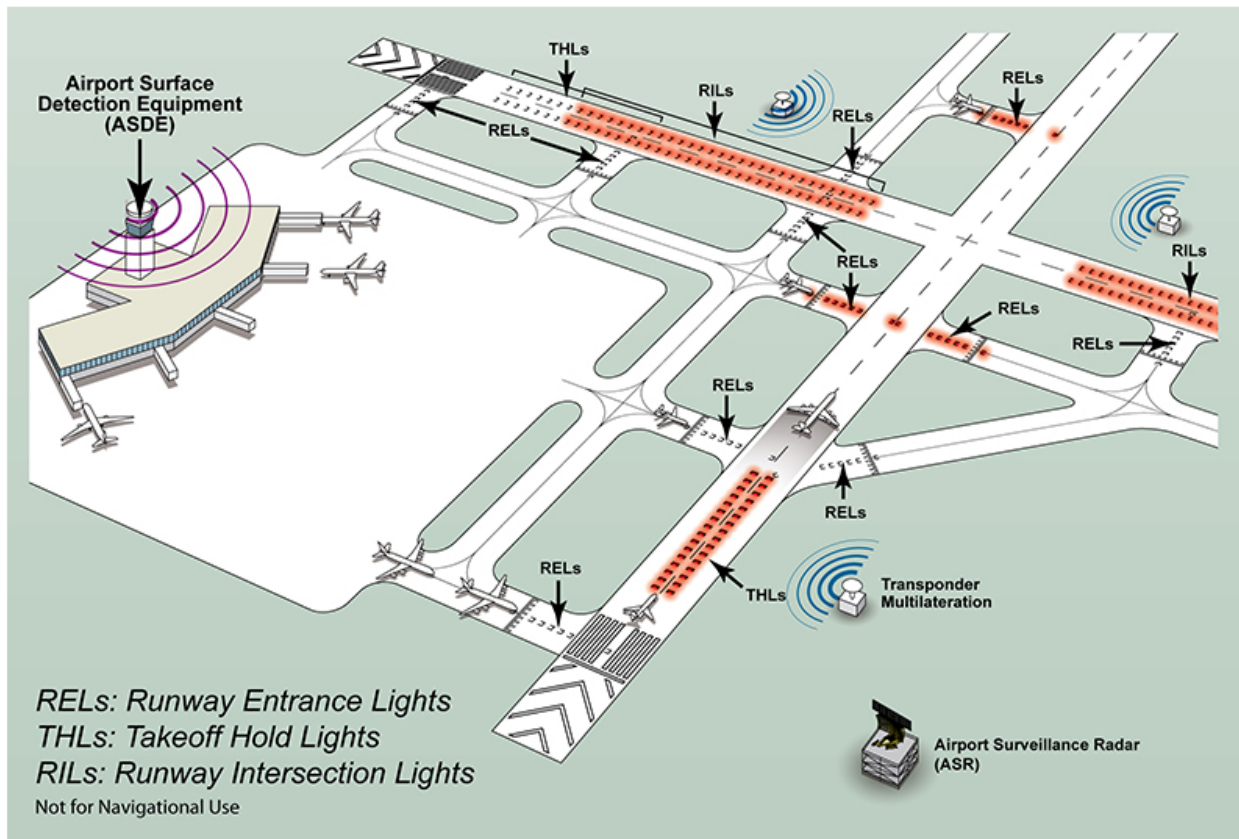 THLs
Airport Surface
Detection Equipment
(ASDE)
RILs
RELs
RELs
RELs
RELs
RILs
RELs
RELs
RELs
RELs
RELs
RELs
THLs
Transponder
Multilateration
RELs: Runway Entrance Lights
THLs: Takeoff Hold Lights
RILs: Runway Intersection Lights
Not for Navigational Use
Airport Surveillance Radar
(ASR)